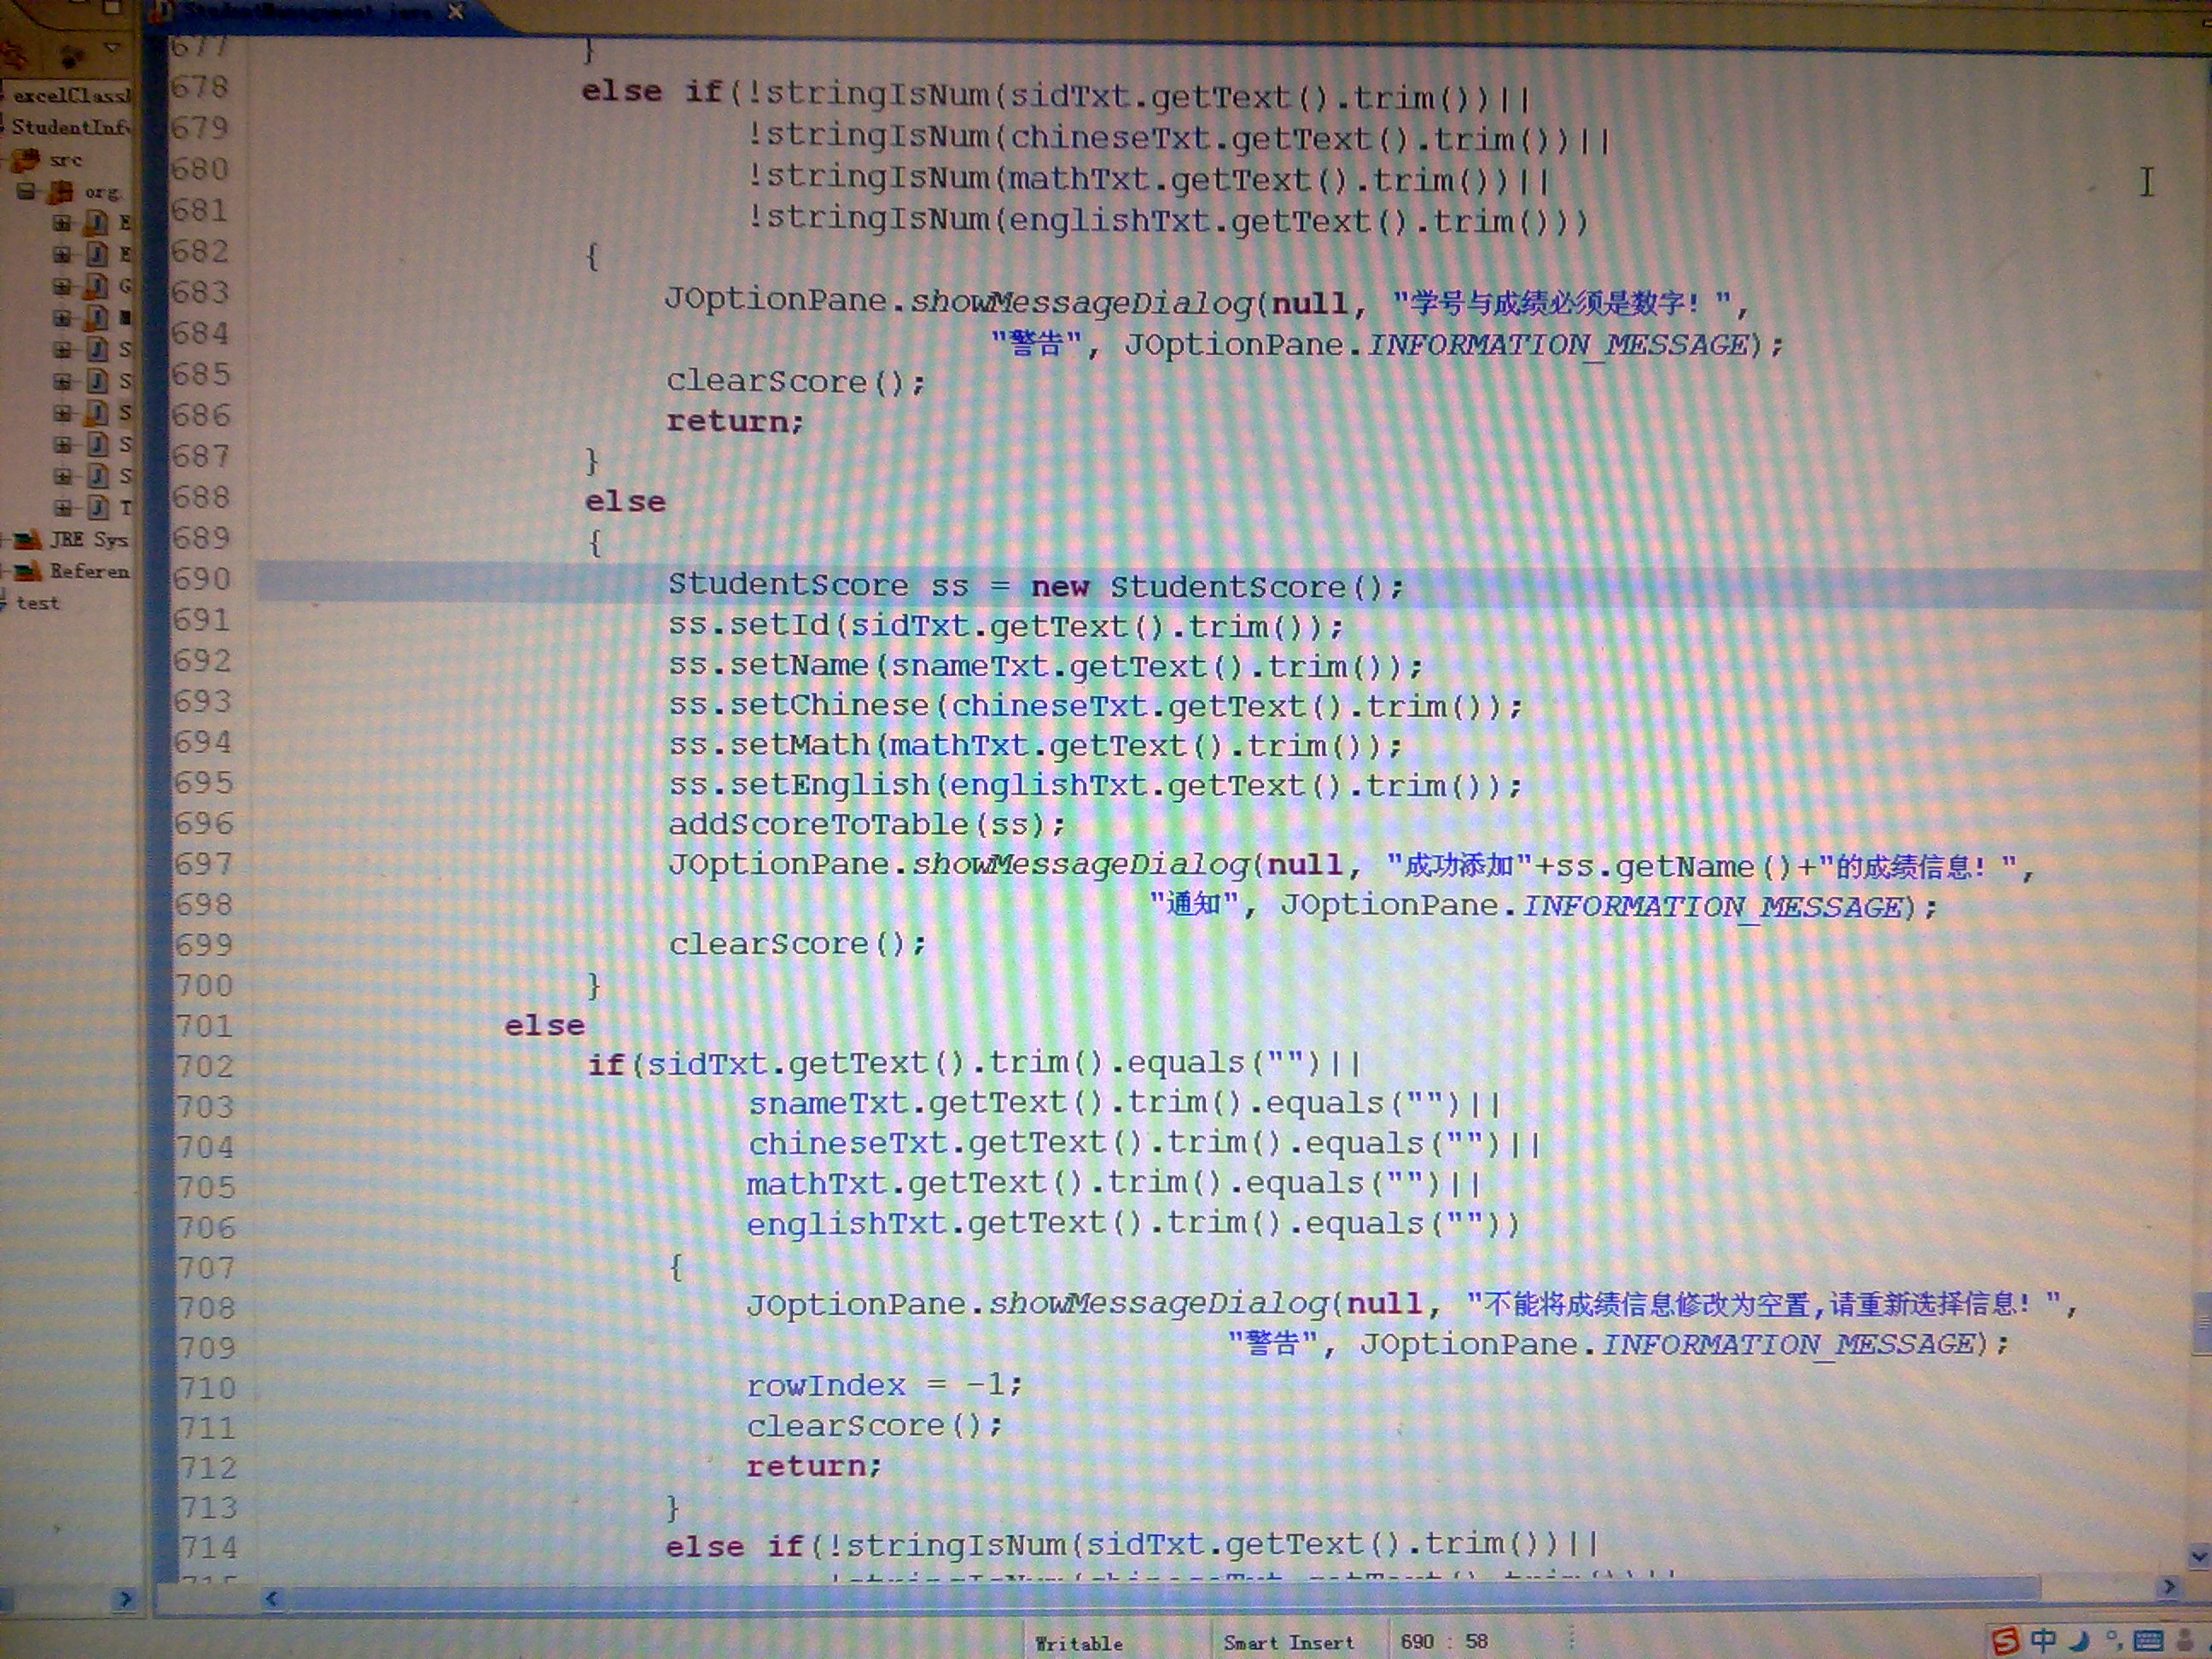 StudentManagement.java
excelClass
StudentInf
src
org
E
E
G
S
S
S
S
S
T
JRE Sys
Referen
test
677 }
678 else if(!stringIsNum(sidTxt.getText().trim())||
679 !stringIsNum(chineseTxt.getText().trim())||
680 !stringIsNum(mathTxt.getText().trim())||
681 !stringIsNum(englishTxt.getText().trim()))
682 {
683 JOptionPane.showMessageDialog(null, "学号与成绩必须是数字！",
684 "警告", JOptionPane.INFORMATION_MESSAGE);
685 clearScore();
686 return;
687 }
688 else
689 {
690 StudentScore ss = new StudentScore();
691 ss.setId(sidTxt.getText().trim());
692 ss.setName(snameTxt.getText().trim());
693 ss.setChinese(chineseTxt.getText().trim());
694 ss.setMath(mathTxt.getText().trim());
695 ss.setEnglish(englishTxt.getText().trim());
696 addScoreToTable(ss);
697 JOptionPane.showMessageDialog(null, "成功添加"+ss.getName()+"的成绩信息！",
698 "通知", JOptionPane.INFORMATION_MESSAGE);
699 clearScore();
700 }
701 else
702 if(sidTxt.getText().trim().equals("")||
703 snameTxt.getText().trim().equals("")||
704 chineseTxt.getText().trim().equals("")||
705 mathTxt.getText().trim().equals("")||
706 englishTxt.getText().trim().equals(""))
707 {
708 JOptionPane.showMessageDialog(null, "不能将成绩信息修改为空置,请重新选择信息！",
709 "警告", JOptionPane.INFORMATION_MESSAGE);
710 rowIndex = -1;
711 clearScore();
712 return;
713 }
714 else if(!stringIsNum(sidTxt.getText().trim())||
Writable Smart Insert 690 : 58
S 中